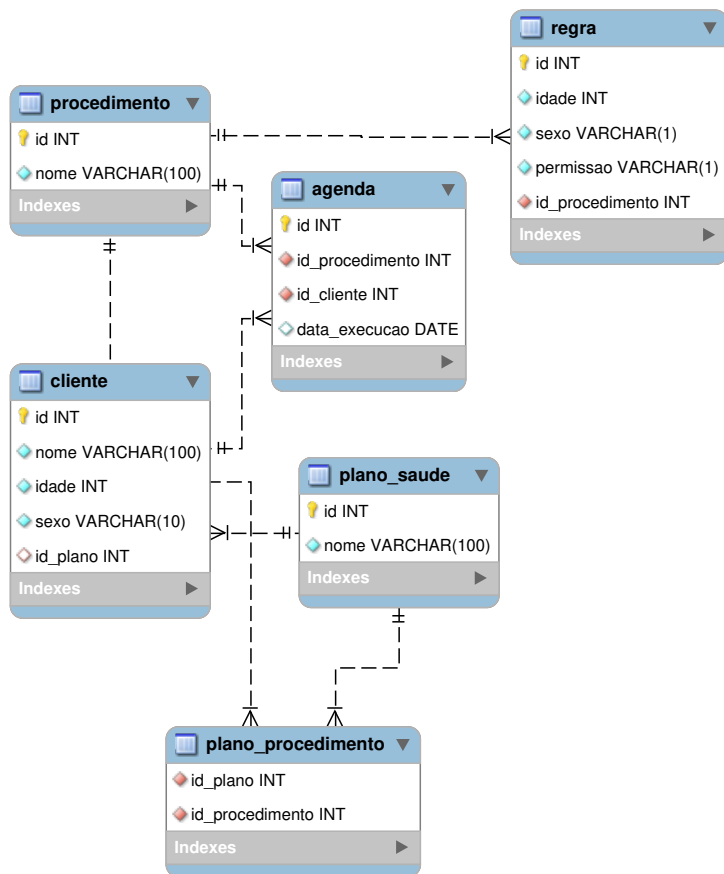 regra
id INT
idade INT
sexo VARCHAR(1)
permissao VARCHAR(1)
id_procedimento INT
Indexes
procedimento
id INT
nome VARCHAR(100)
Indexes
agenda
id INT
id_procedimento INT
id_cliente INT
data_execucao DATE
Indexes
cliente
id INT
nome VARCHAR(100)
idade INT
sexo VARCHAR(10)
id_plano INT
Indexes
plano_saude
id INT
nome VARCHAR(100)
Indexes
plano_procedimento
id_plano INT
id_procedimento INT
Indexes